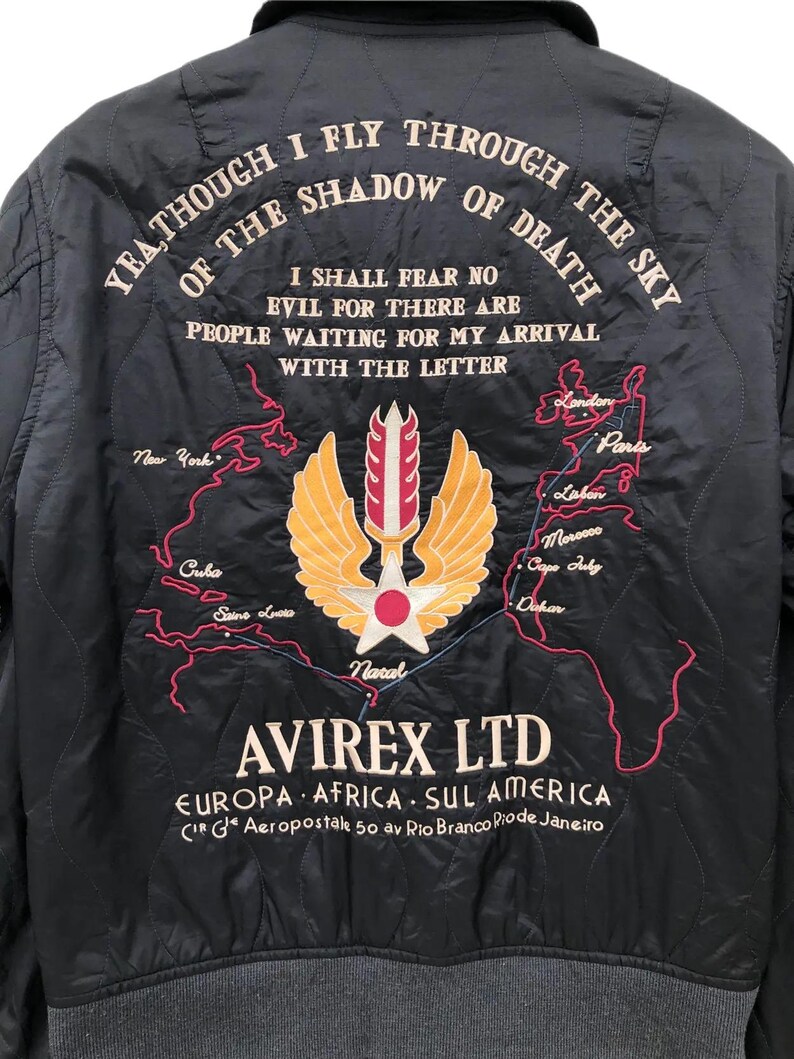 YEA, THOUGH I FLY THROUGH THE SKY
OF THE SHADOW OF DEATH
I SHALL FEAR NO
EVIL FOR THERE ARE
PEOPLE WAITING FOR MY ARRIVAL
WITH THE LETTER
London
Paris
New York
Lisbon
Morocco
Cuba
Cape Juby
Dakar
Saint Lucia
Natal
AVIREX LTD
EUROPA · AFRICA · SUL AMERICA
CIR GLE Aeropostale 50 av Rio Branco Rio de Janeiro